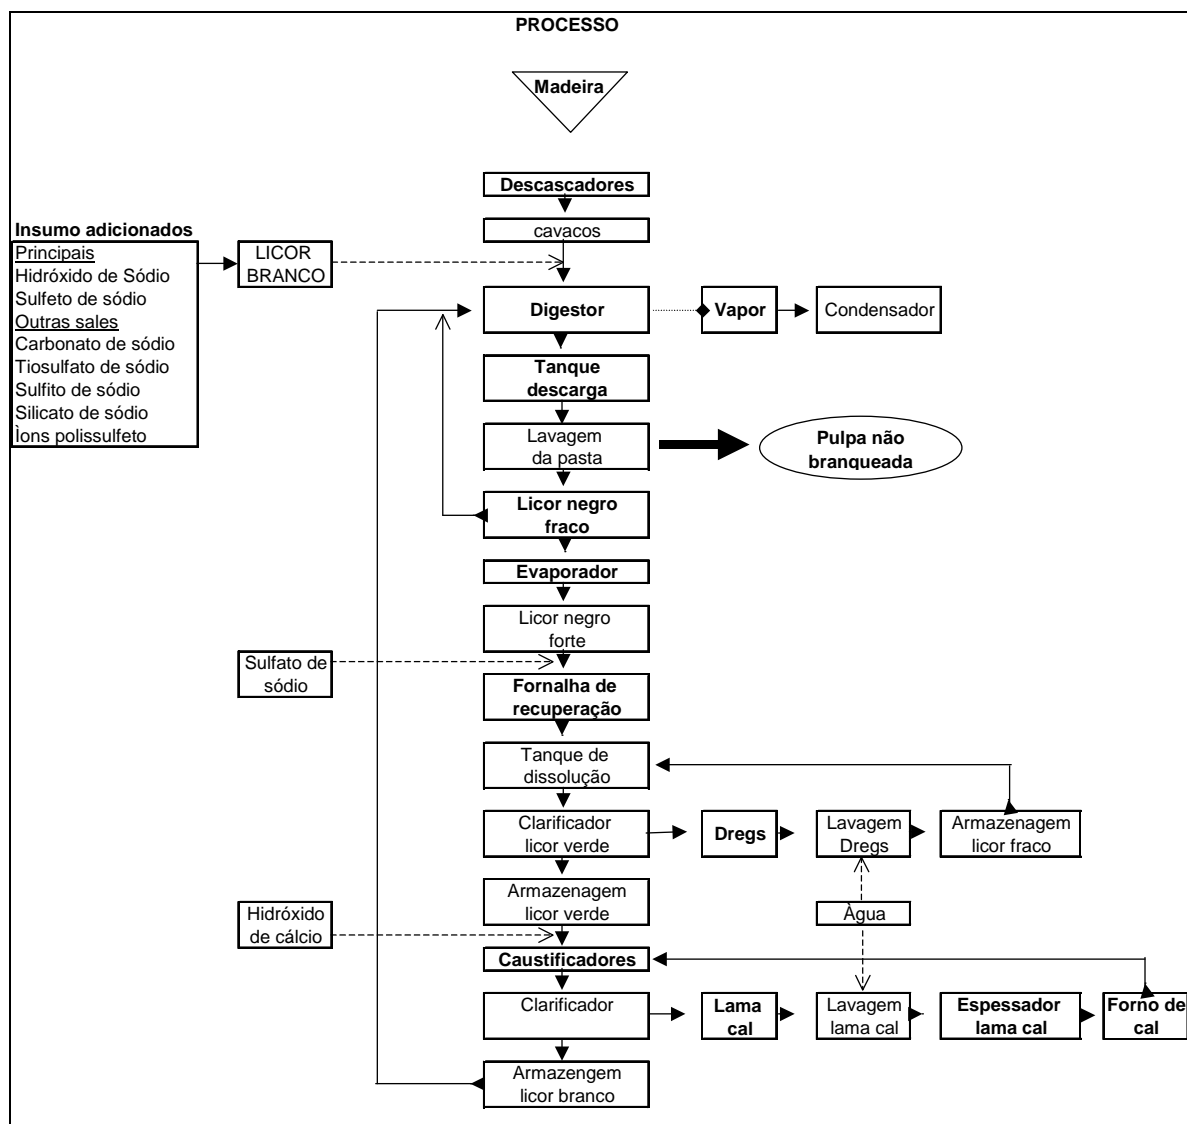 PROCESSO
Madeira
Descascadores
cavacos
Insumo adicionados
Principais
Hidróxido de Sódio
Sulfeto de sódio
Outras sales
Carbonato de sódio
Tiosulfato de sódio
Sulfito de sódio
Silicato de sódio
Ìons polissulfeto
LICOR
BRANCO
Digestor
Vapor
Condensador
Tanque
descarga
Lavagem
da pasta
Pulpa não
branqueada
Licor negro
fraco
Evaporador
Licor negro
forte
Sulfato de
sódio
Fornalha de
recuperação
Tanque de
dissolução
Clarificador
licor verde
Dregs
Lavagem
Dregs
Armazenagem
licor fraco
Armazenagem
licor verde
Hidróxido
de cálcio
Àgua
Caustificadores
Clarificador
Lama
cal
Lavagem
lama cal
Espessador
lama cal
Forno de
cal
Armazengem
licor branco